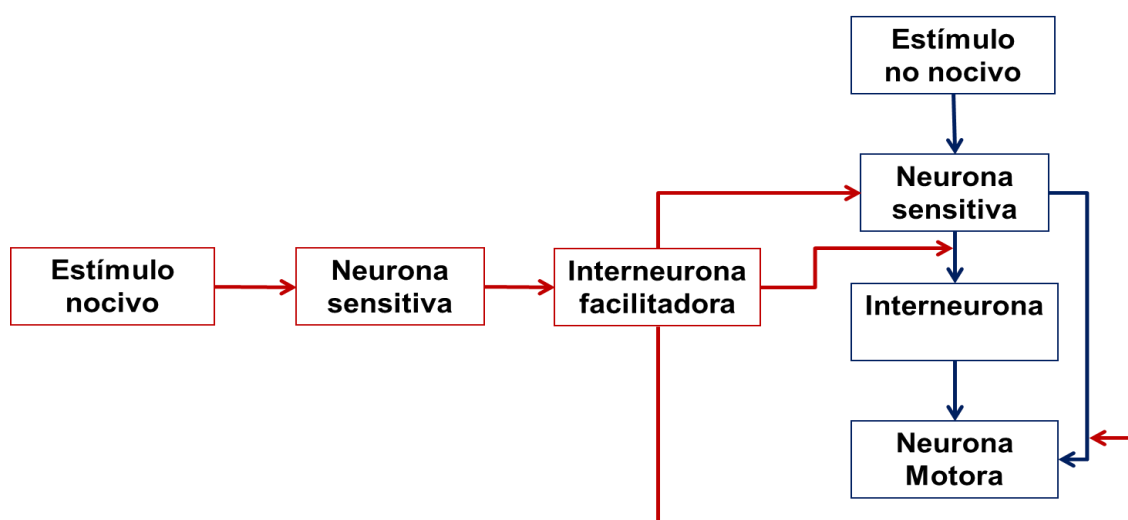 Estímulo
no nocivo
Neurona
sensitiva
Estímulo
nocivo
Neurona
sensitiva
Interneurona
facilitadora
Interneurona
Neurona
Motora